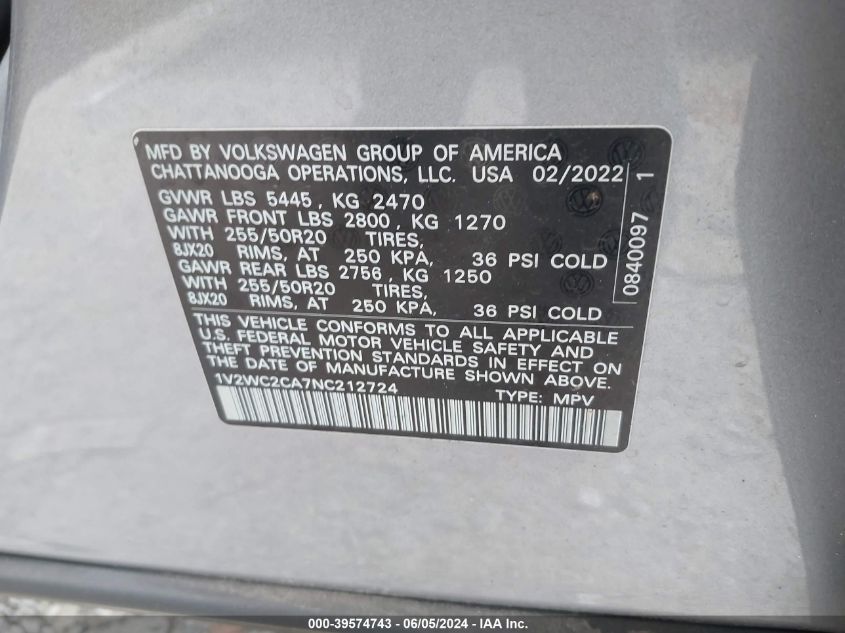 MFD BY VOLKSWAGEN GROUP OF AMERICA
CHATTANOOGA OPERATIONS, LLC. USA 02/2022
GVWR LBS 5445, KG 2470
GAWR FRONT LBS 2800, KG 1270
WITH 255/50R20 TIRES,
8JX20 RIMS, AT 250 KPA, 36 PSI COLD
GAWR REAR LBS 2756, KG 1250
WITH 255/50R20 TIRES,
8JX20 RIMS, AT 250 KPA, 36 PSI COLD
0840097 1
THIS VEHICLE CONFORMS TO ALL APPLICABLE
U.S. FEDERAL MOTOR VEHICLE SAFETY AND
THEFT PREVENTION STANDARDS IN EFFECT ON
THE DATE OF MANUFACTURE SHOWN ABOVE.
1V2WC2CA7NC212724 TYPE: MPV
000-39574743 - 06/05/2024 - IAA Inc.